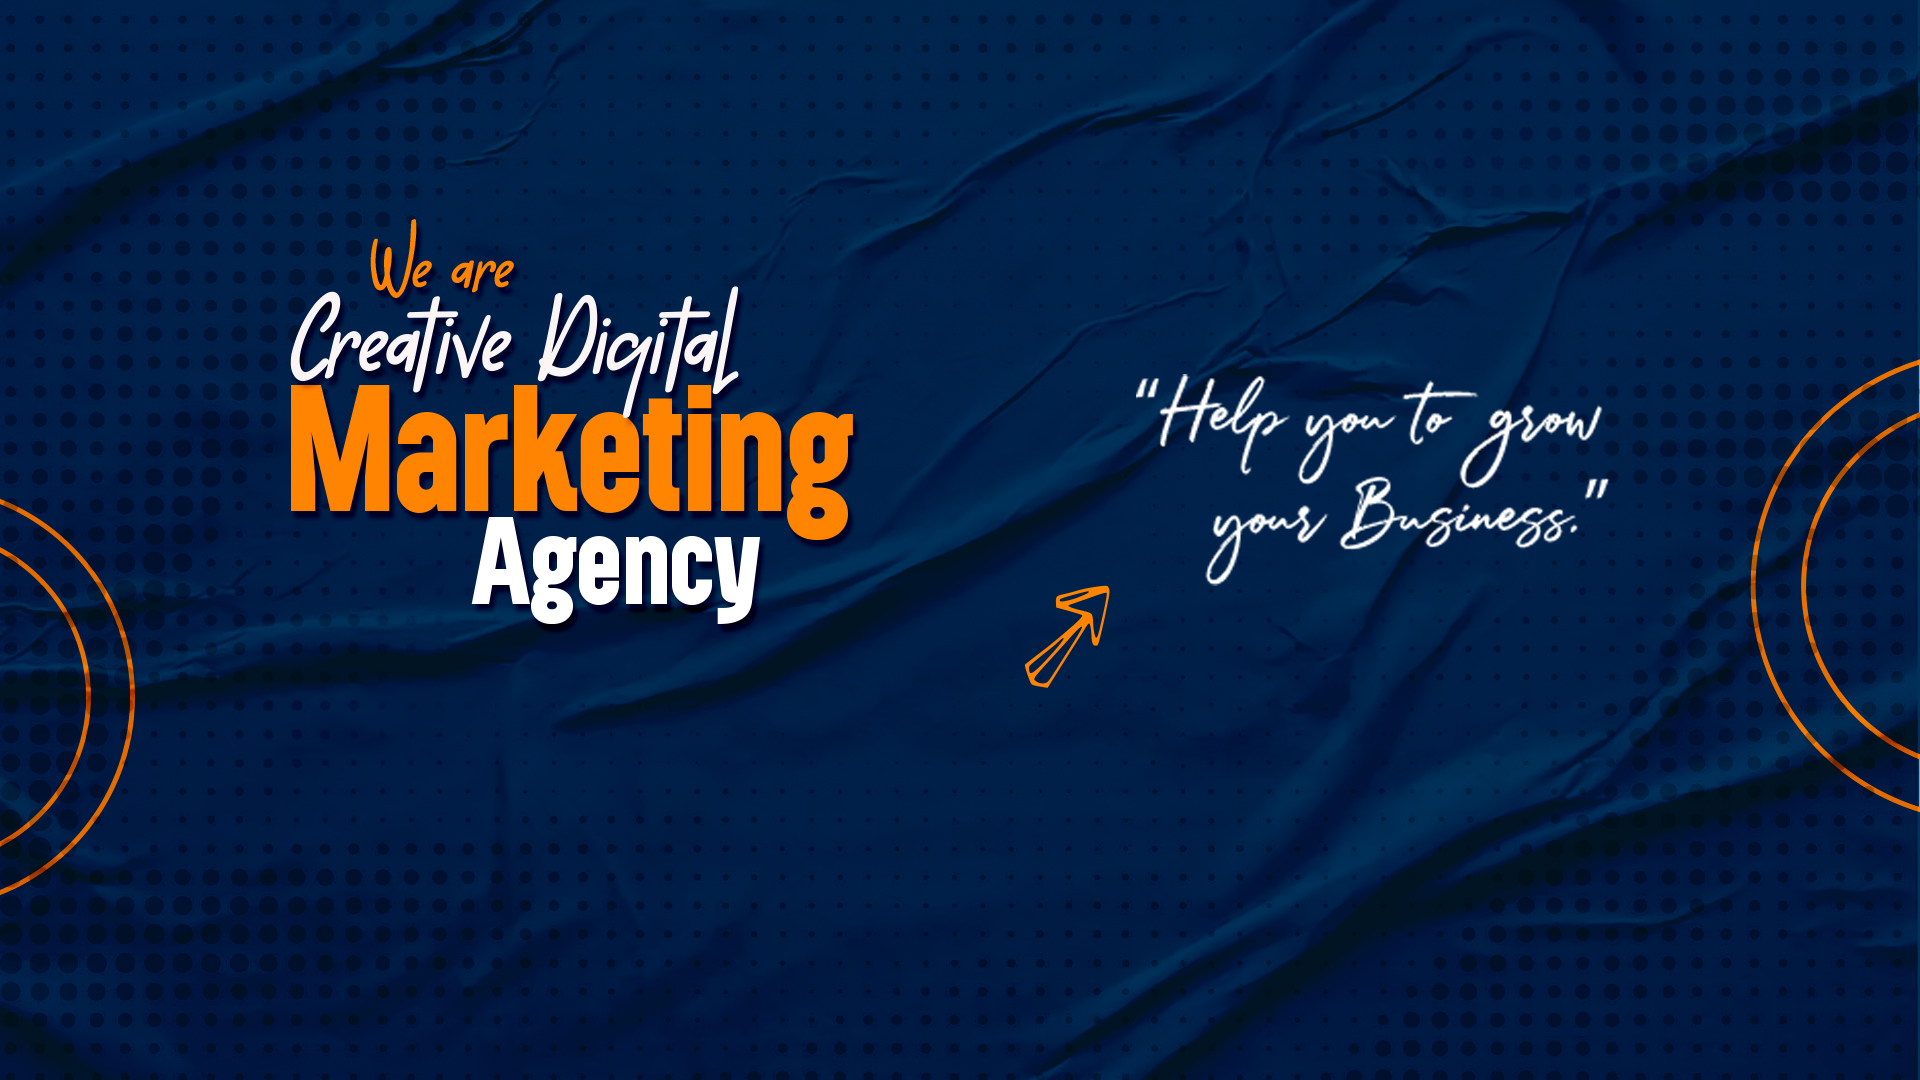 We are
Creative Digital
Marketing
Agency
“Help you to grow
your Business.”